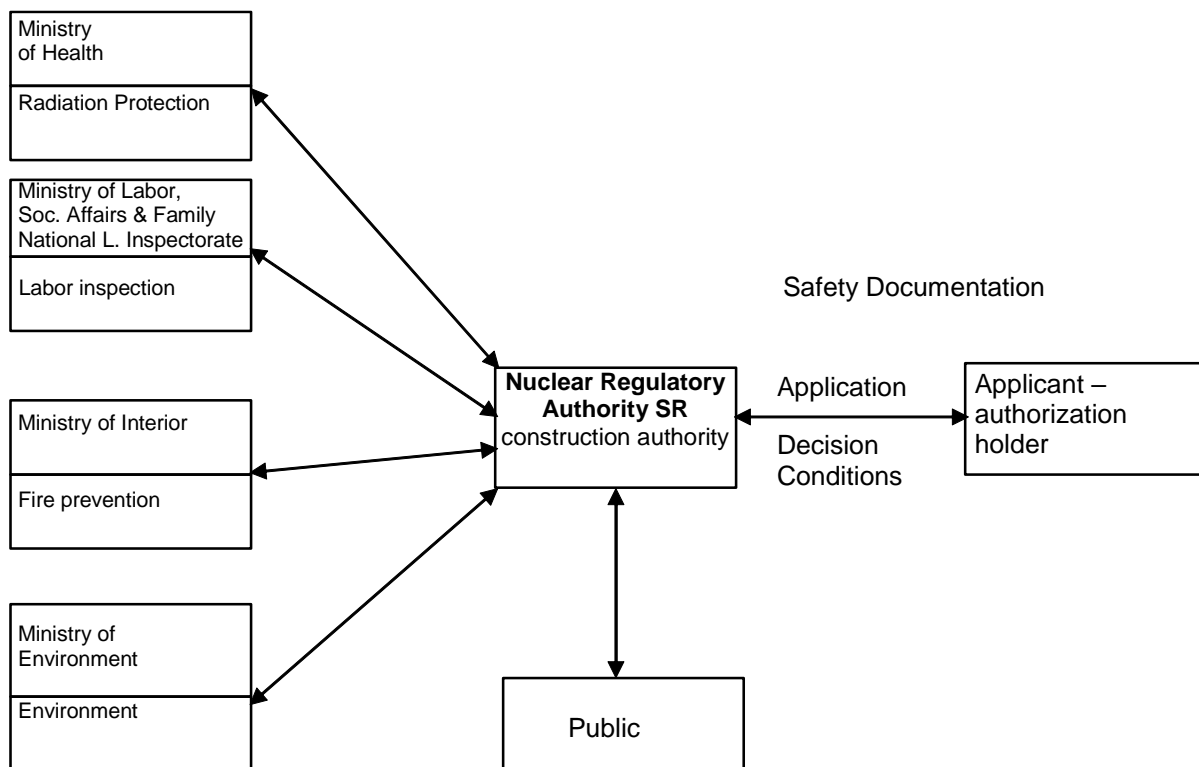 Ministry
of Health
Radiation Protection
Ministry of Labor,
Soc. Affairs & Family
National L. Inspectorate
Labor inspection
Ministry of Interior
Fire prevention
Ministry of
Environment
Environment
Nuclear Regulatory
Authority SR
construction authority
Public
Safety Documentation
Application
Decision
Conditions
Applicant –
authorization
holder